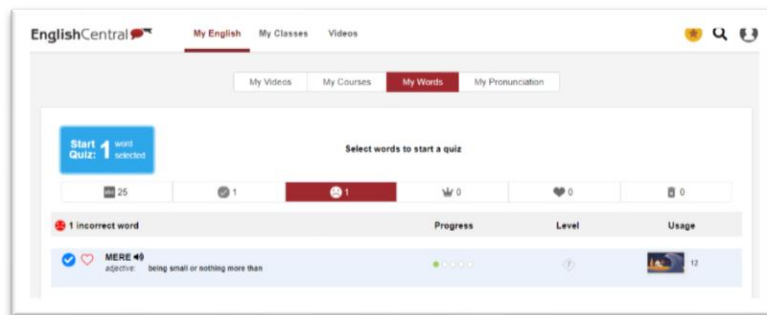 EnglishCentral My English My Classes Videos
My Videos My Courses My Words My Pronunciation
Start Quiz: 1 word selected
Select words to start a quiz
25 1 1 0 0 0
1 incorrect word Progress Level Usage
MERE
adjective: being small or nothing more than
? 12